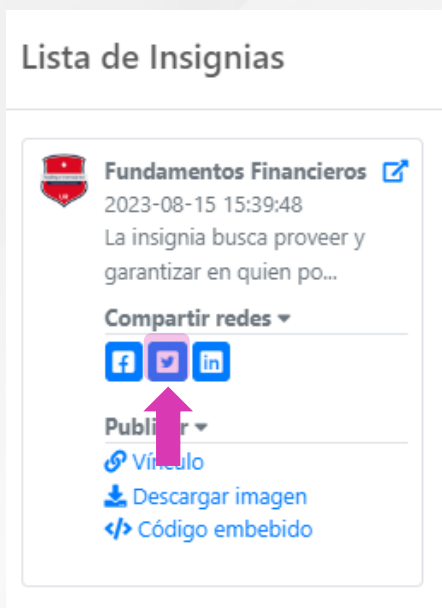 Lista de Insignias
Fundamentos Financieros
2023-08-15 15:39:48
La insignia busca proveer y
garantizar en quien po...
Compartir redes
in
Vínculo
Descargar imagen
Código embebido